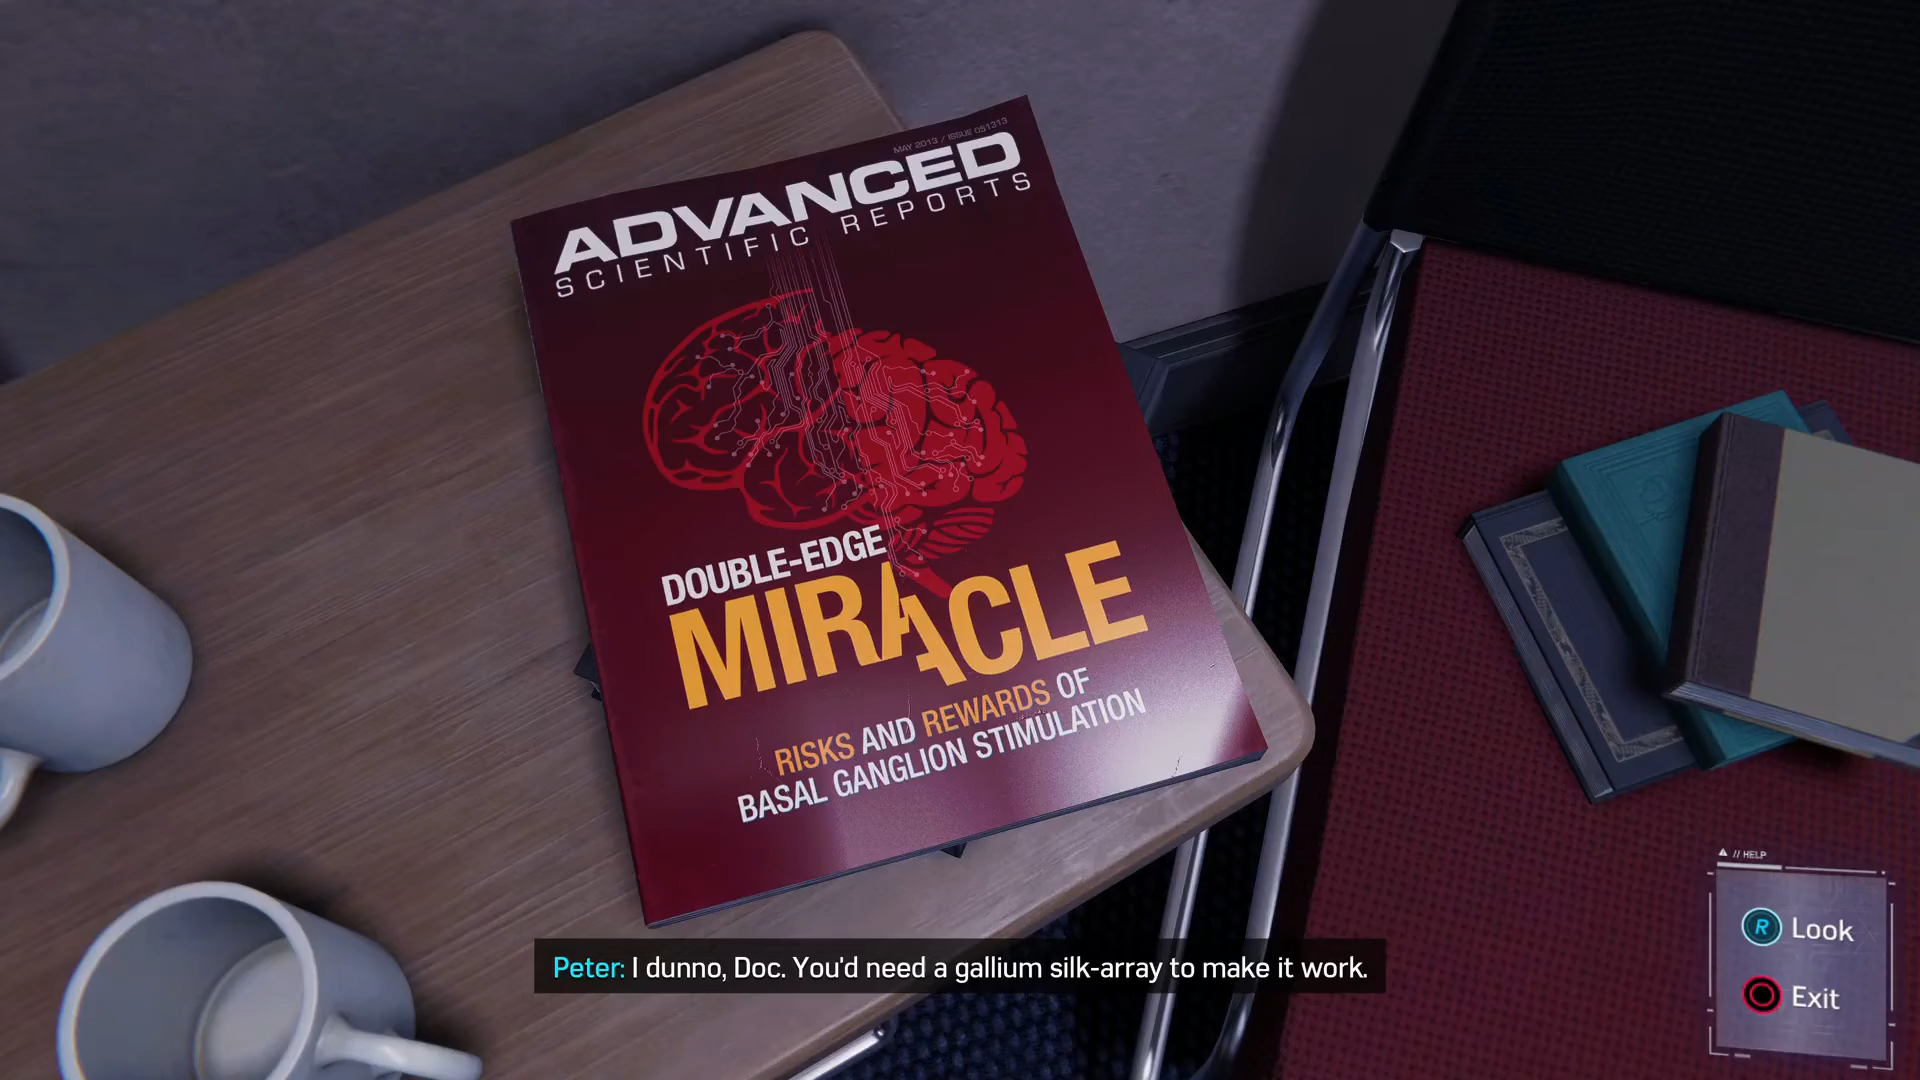 MAY 2013 / ISSUE 051313
ADVANCED
SCIENTIFIC REPORTS
DOUBLE-EDGE
MIRACLE
RISKS AND REWARDS OF
BASAL GANGLION STIMULATION
// HELP
R Look
Exit
Peter: I dunno, Doc. You'd need a gallium silk-array to make it work.